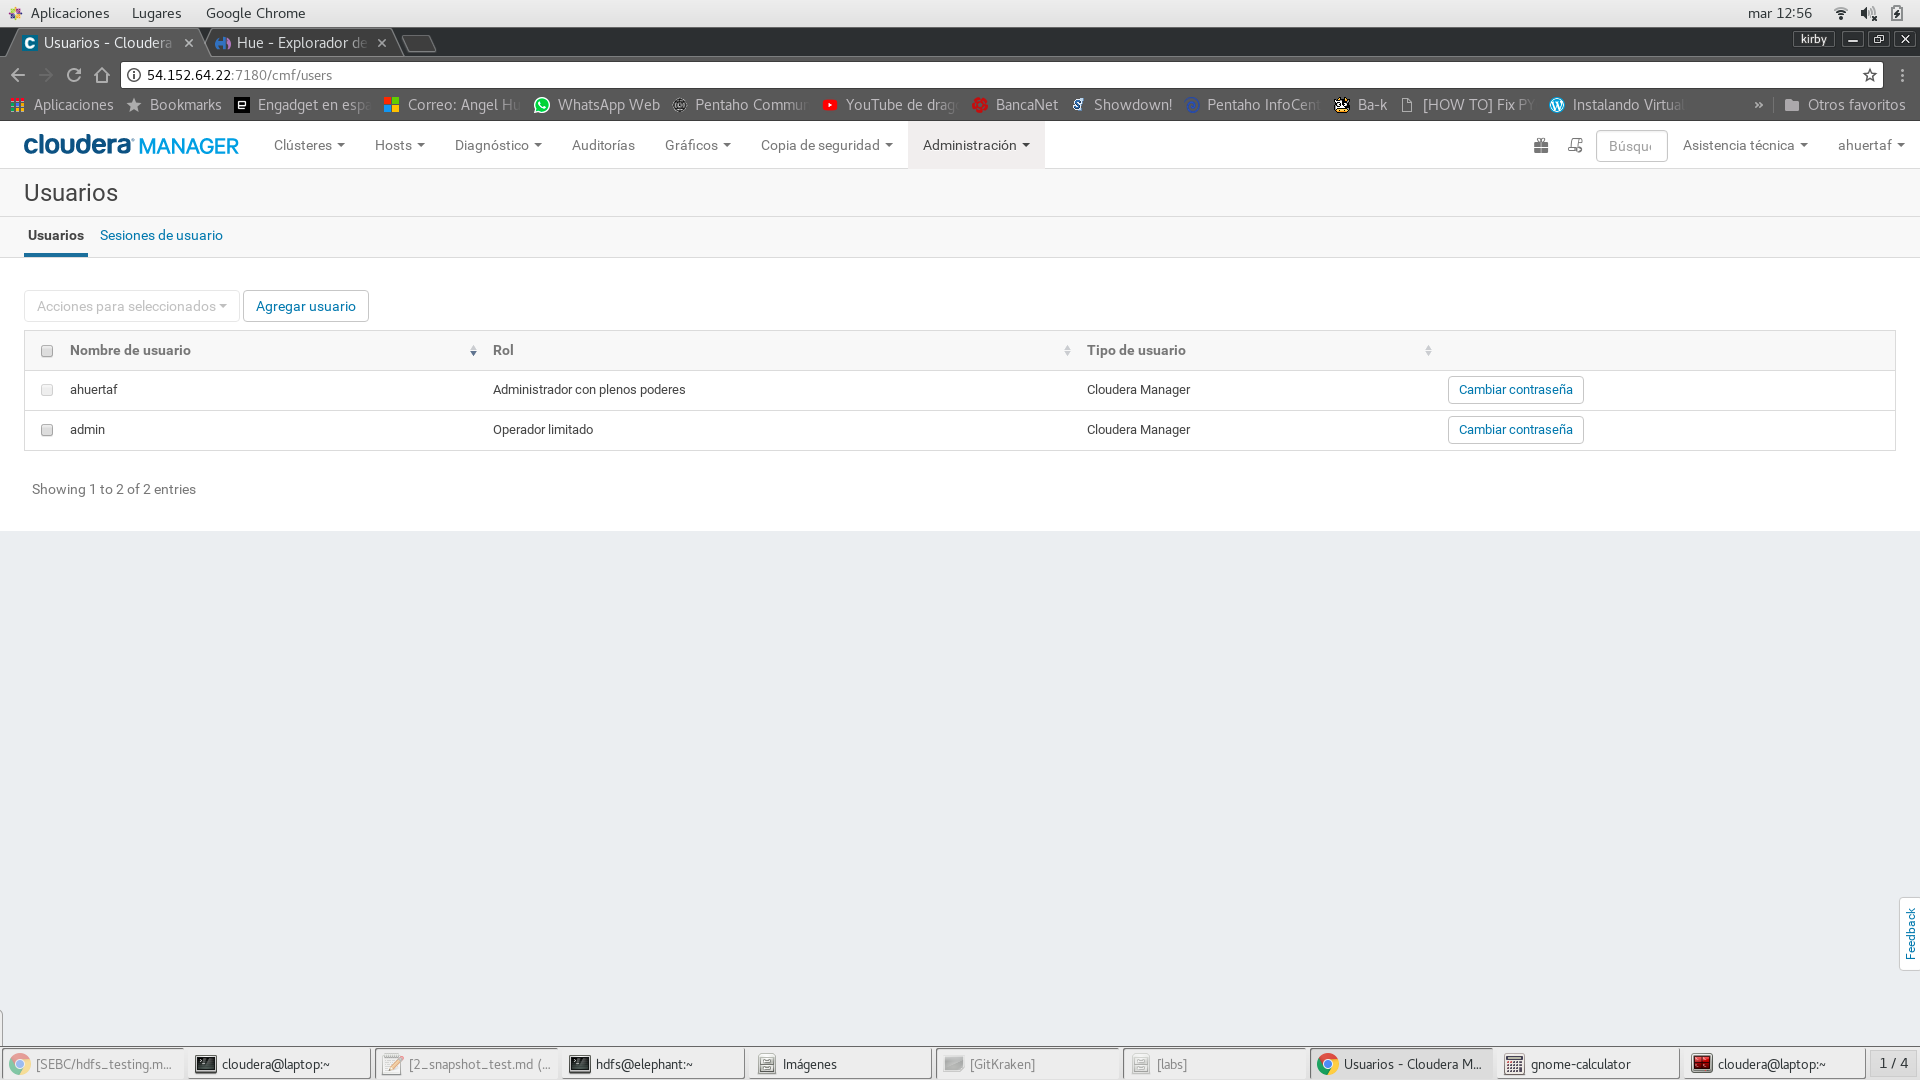 Aplicaciones Lugares Google Chrome mar 12:56
Usuarios - Cloudera Hue - Explorador de kirby
54.152.64.22:7180/cmf/users
Aplicaciones Bookmarks Engadget en espa Correo: Angel Hu WhatsApp Web Pentaho Commun YouTube de drag BancaNet Showdown! Pentaho InfoCent Ba-k [HOW TO] Fix PY Instalando Virtual » Otros favoritos
cloudera MANAGER Clústeres Hosts Diagnóstico Auditorías Gráficos Copia de seguridad Administración Búsqu Asistencia técnica ahuertaf
Usuarios
Usuarios Sesiones de usuario
Acciones para seleccionados Agregar usuario
Nombre de usuario Rol Tipo de usuario
ahuertaf Administrador con plenos poderes Cloudera Manager Cambiar contraseña
admin Operador limitado Cloudera Manager Cambiar contraseña
Showing 1 to 2 of 2 entries
Feedback
[SEBC/hdfs_testing.m... cloudera@laptop:~ [2_snapshot_test.md (... hdfs@elephant:~ Imágenes [GitKraken] [labs] Usuarios - Cloudera M... gnome-calculator cloudera@laptop:~ 1 / 4